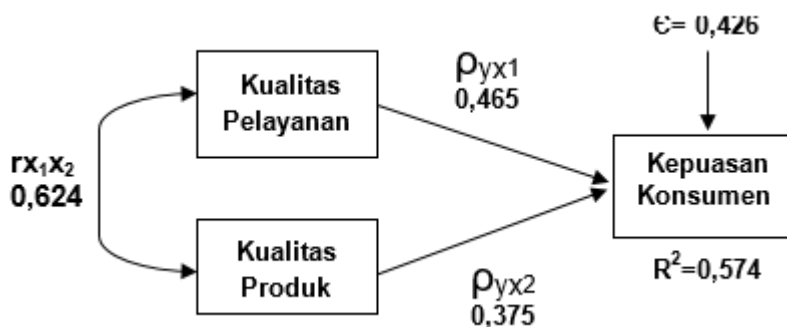 Є= 0,426
Kualitas
Pelayanan
ρyx1
0,465
Kepuasan
Konsumen
rx₁x₂
0,624
Kualitas
Produk
ρyx2
0,375
R²=0,574